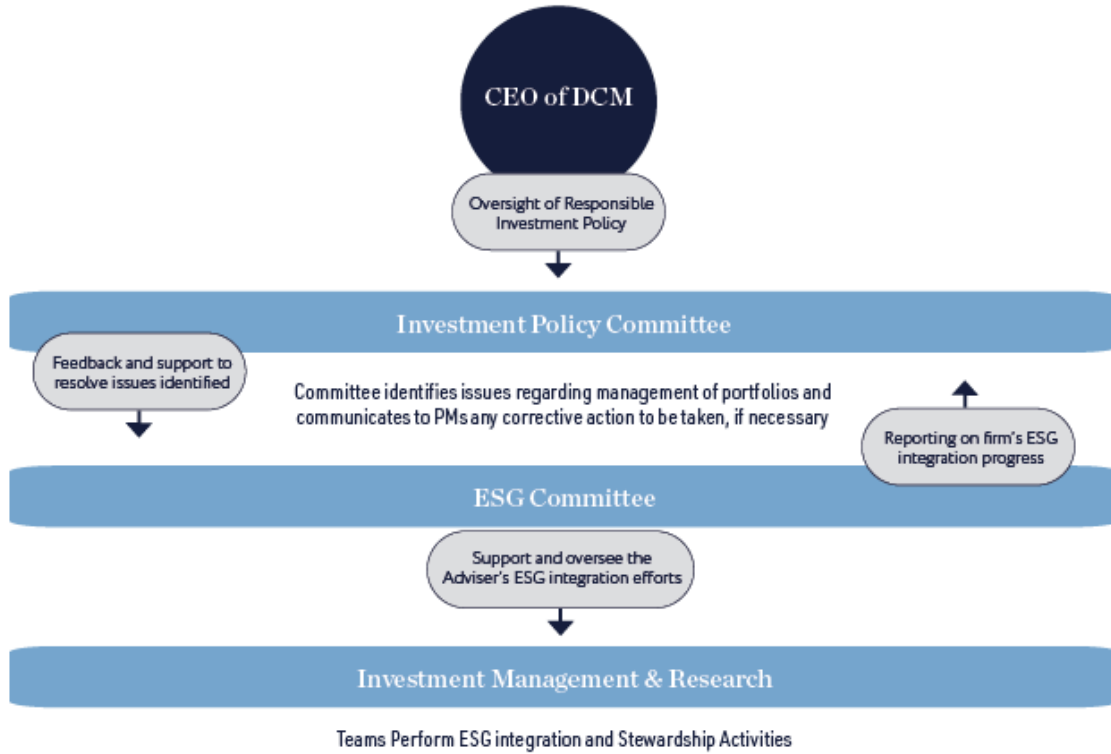 CEO of DCM
Oversight of Responsible
Investment Policy
Investment Policy Committee
Feedback and support to
resolve issues identified
Committee identifies issues regarding management of portfolios and
communicates to PMs any corrective action to be taken, if necessary
Reporting on firm's ESG
integration progress
ESG Committee
Support and oversee the
Adviser's ESG integration efforts
Investment Management & Research
Teams Perform ESG integration and Stewardship Activities